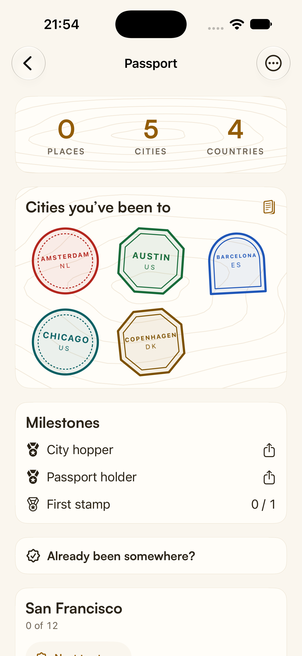 21:54
Passport
0 5 4
PLACES CITIES COUNTRIES
Cities you’ve been to
AMSTERDAM
NL
AUSTIN
US
BARCELONA
ES
CHICAGO
US
COPENHAGEN
DK
Milestones
City hopper
Passport holder
First stamp 0 / 1
Already been somewhere?
San Francisco
0 of 12